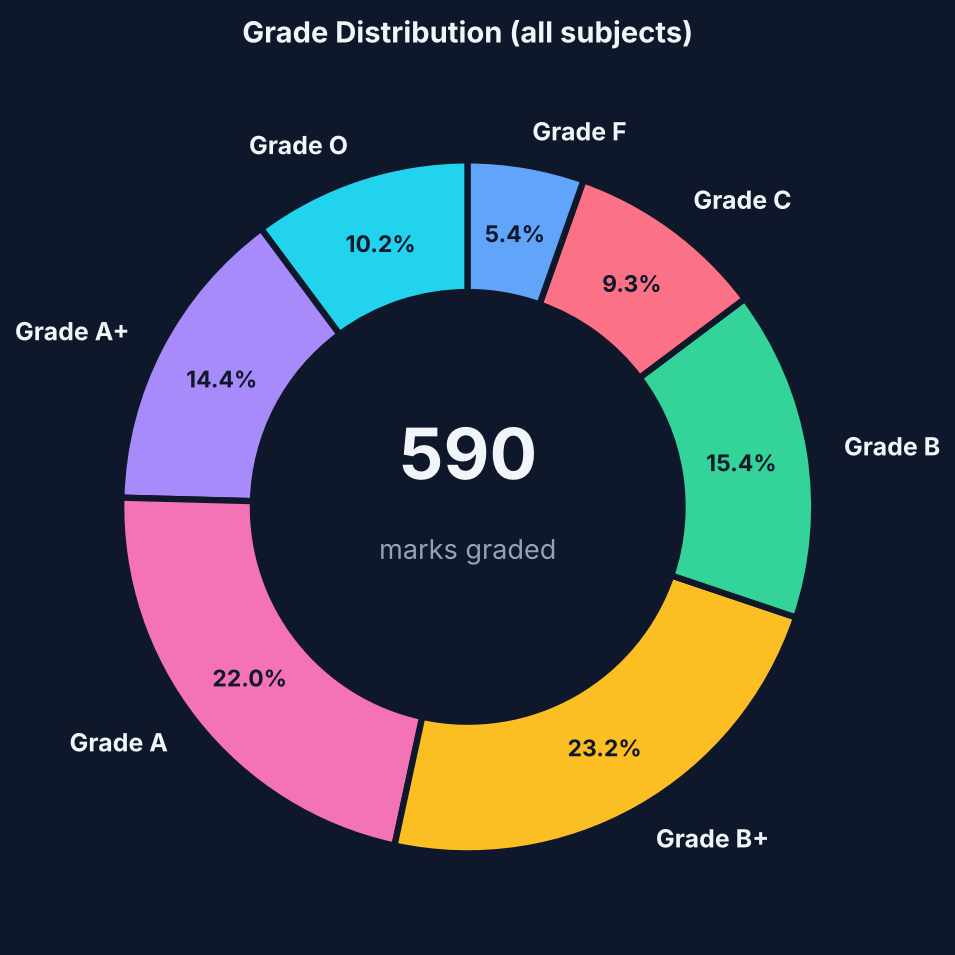 Grade Distribution (all subjects)
Grade F
Grade O
Grade C
5.4%
10.2%
9.3%
Grade A+
14.4%
Grade B
15.4%
590
marks graded
22.0%
Grade A
23.2%
Grade B+